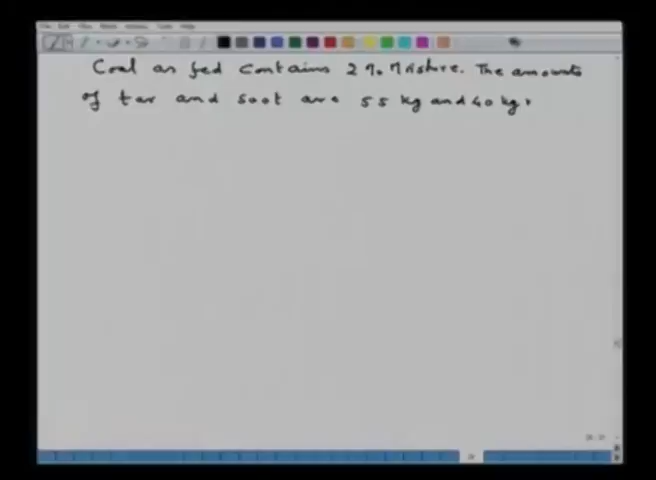 Coal as fed contains 2 % Moisture. The amounts
of tar and soot are 55 kg and 40 kg.